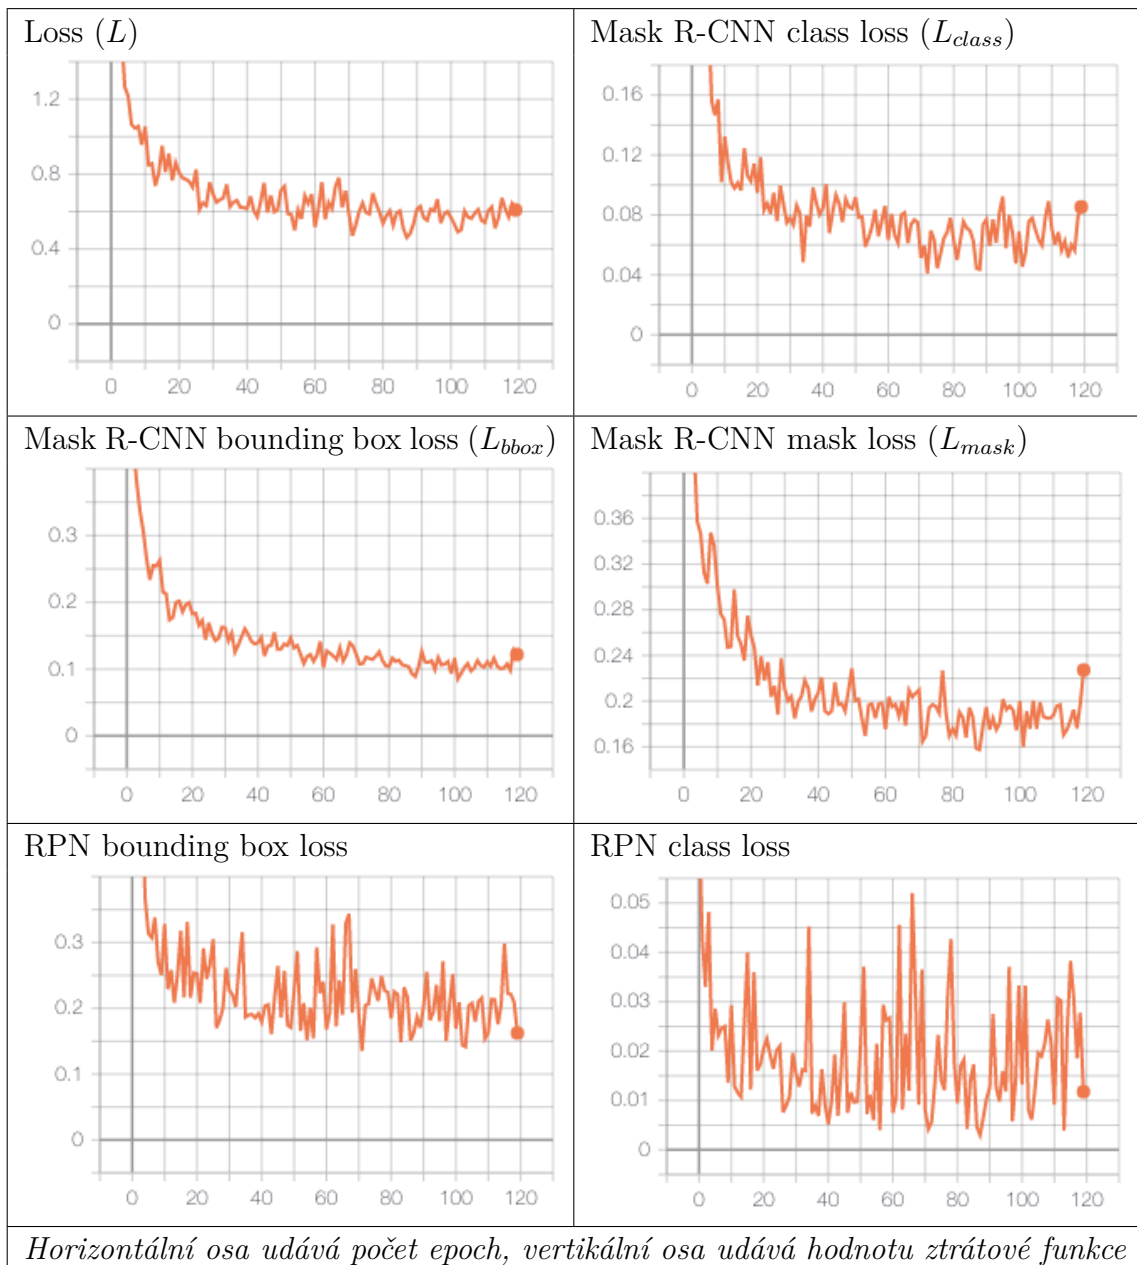 Loss (L)
1.2
0.8
0.4
0
0 20 40 60 80 100 120
Mask R-CNN class loss (L_class)
0.16
0.12
0.08
0.04
0
0 20 40 60 80 100 120
Mask R-CNN bounding box loss (L_bbox)
0.3
0.2
0.1
0
0 20 40 60 80 100 120
Mask R-CNN mask loss (L_mask)
0.36
0.32
0.28
0.24
0.2
0.16
0 20 40 60 80 100 120
RPN bounding box loss
0.3
0.2
0.1
0
0 20 40 60 80 100 120
RPN class loss
0.05
0.04
0.03
0.02
0.01
0
0 20 40 60 80 100 120
Horizontální osa udává počet epoch, vertikální osa udává hodnotu ztrátové funkce